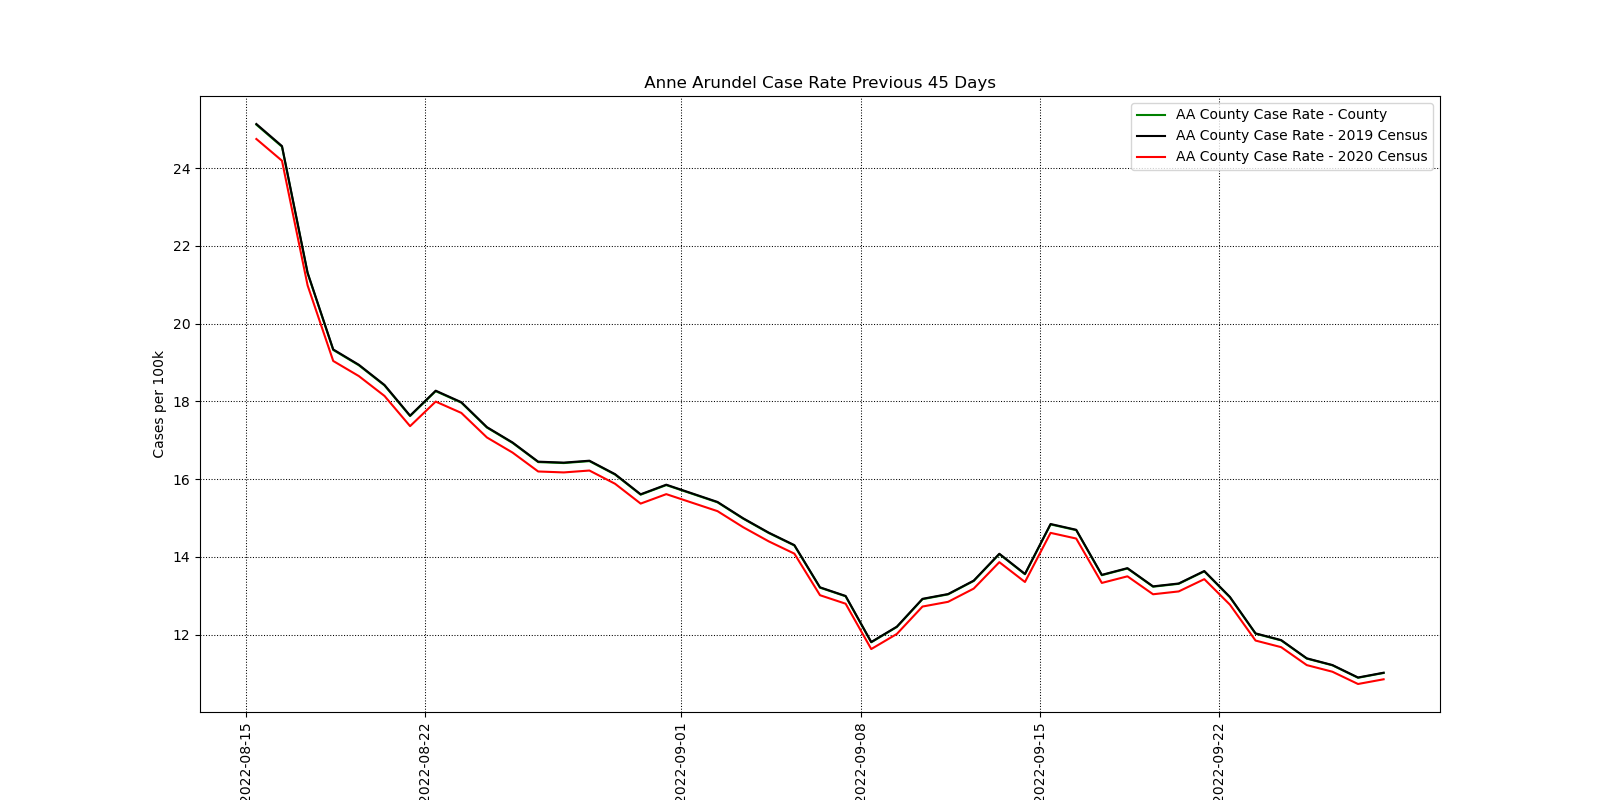 Anne Arundel Case Rate Previous 45 Days
AA County Case Rate - County
AA County Case Rate - 2019 Census
AA County Case Rate - 2020 Census
Cases per 100k
24
22
20
18
16
14
12
2022-08-15
2022-08-22
2022-09-01
2022-09-08
2022-09-15
2022-09-22